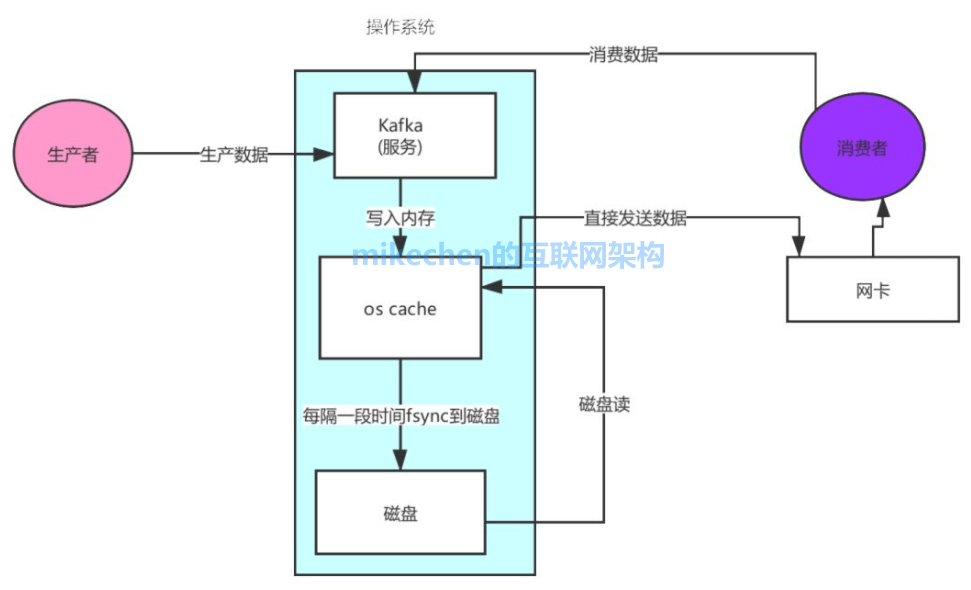 操作系统
消费数据
Kafka
(服务)
生产者
生产数据
消费者
写入内存
直接发送数据
mikechen的互联网架构
网卡
os cache
磁盘读
每隔一段时间fsync到磁盘
磁盘